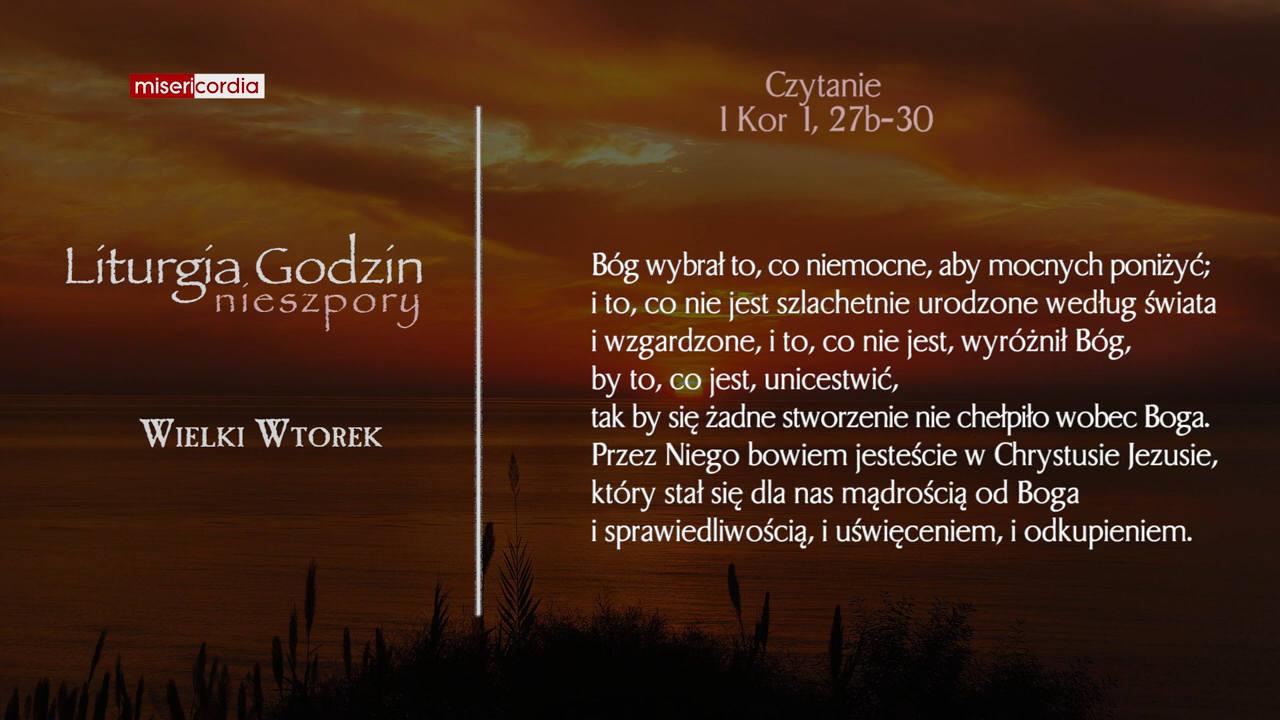 misericordia
Liturgia Godzin
nieszpory
Wielki Wtorek
Czytanie
1 Kor 1, 27b-30
Bóg wybrał to, co niemocne, aby mocnych poniżyć;
i to, co nie jest szlachetnie urodzone według świata
i wzgardzone, i to, co nie jest, wyróżnił Bóg,
by to, co jest, unicestwić,
tak by się żadne stworzenie nie chełpiło wobec Boga.
Przez Niego bowiem jesteście w Chrystusie Jezusie,
który stał się dla nas mądrością od Boga
i sprawiedliwością, i uświęceniem, i odkupieniem.